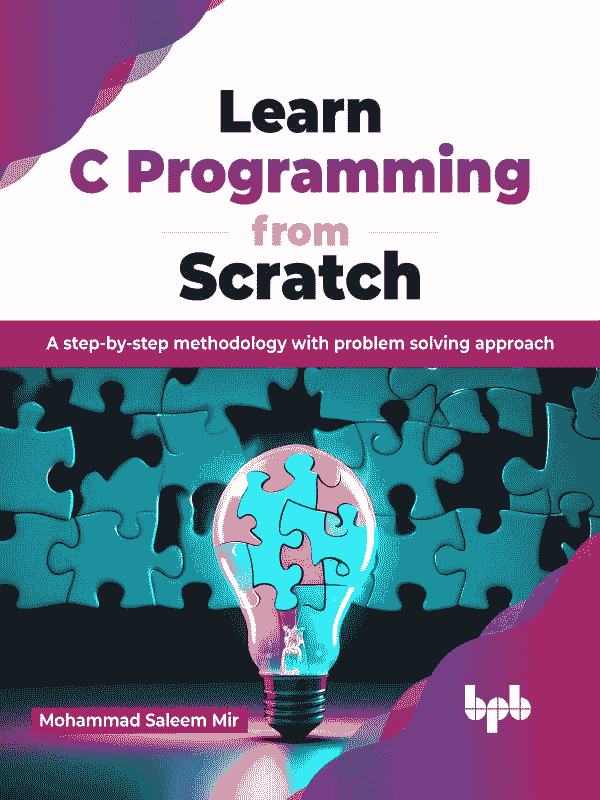 Learn
C Programming
from
Scratch
A step-by-step methodology with problem solving approach
Mohammad Saleem Mir
bpb